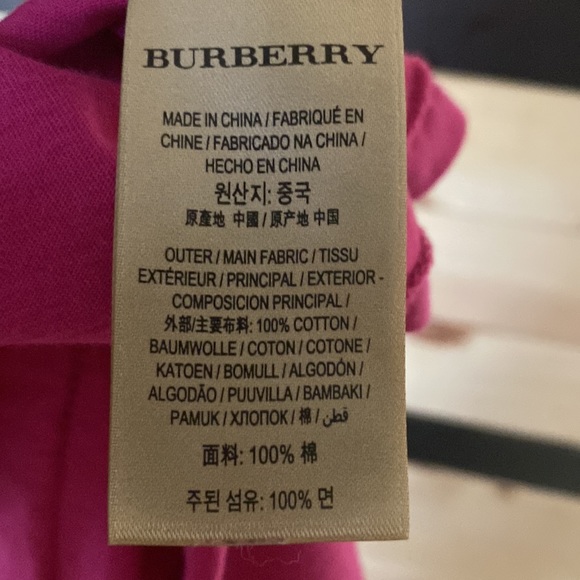 BURBERRY
MADE IN CHINA / FABRIQUÉ EN
CHINE / FABRICADO NA CHINA /
HECHO EN CHINA
원산지: 중국
原產地 中國 / 原产地 中国
OUTER / MAIN FABRIC / TISSU
EXTÉRIEUR / PRINCIPAL / EXTERIOR -
COMPOSICION PRINCIPAL /
外部/主要布料: 100% COTTON /
BAUMWOLLE / COTON / COTONE /
KATOEN / BOMULL / ALGODÓN /
ALGODÃO / PUUVILLA / BAMBAKI /
PAMUK / ХЛОПОК / 棉 / قطن
面料: 100% 棉
주된 섬유: 100% 면